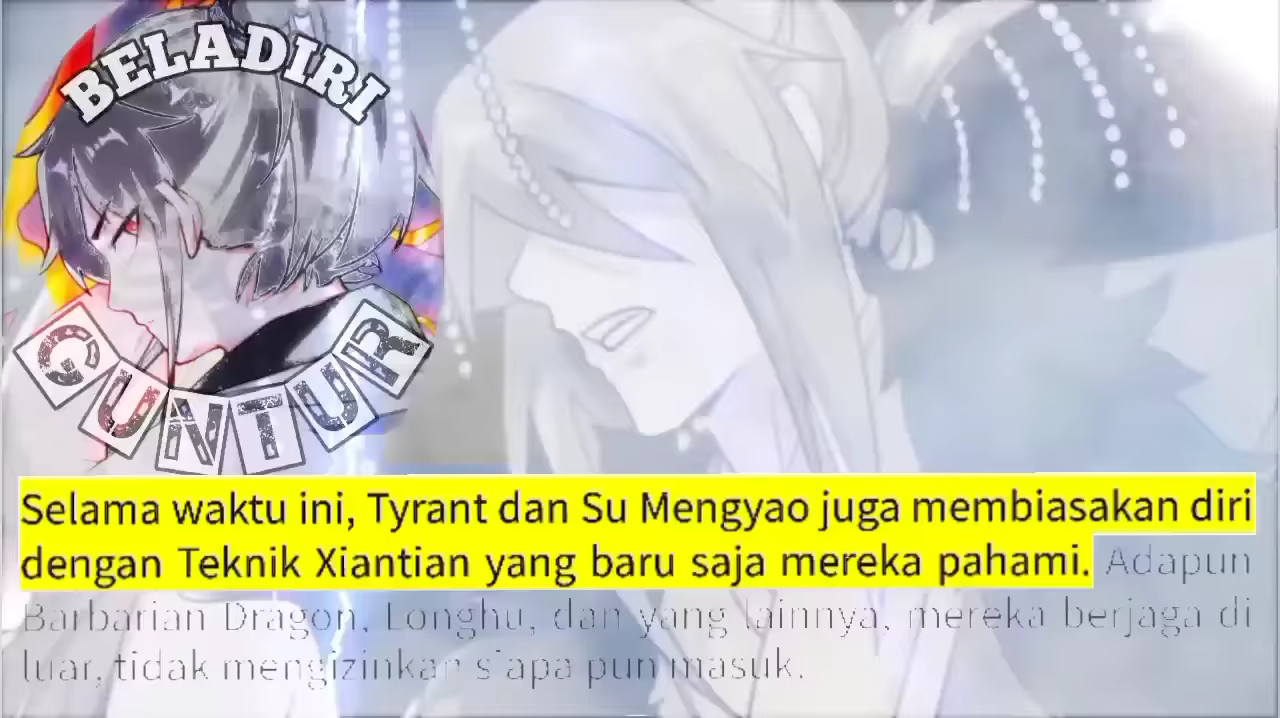 BELADIRI
GUNTUR
Selama waktu ini, Tyrant dan Su Mengyao juga membiasakan diri
dengan Teknik Xiantian yang baru saja mereka pahami. Adapun
Barbarian Dragon, Longhu, dan yang lainnya, mereka berjaga di
luar, tidak mengizinkan siapa pun masuk.